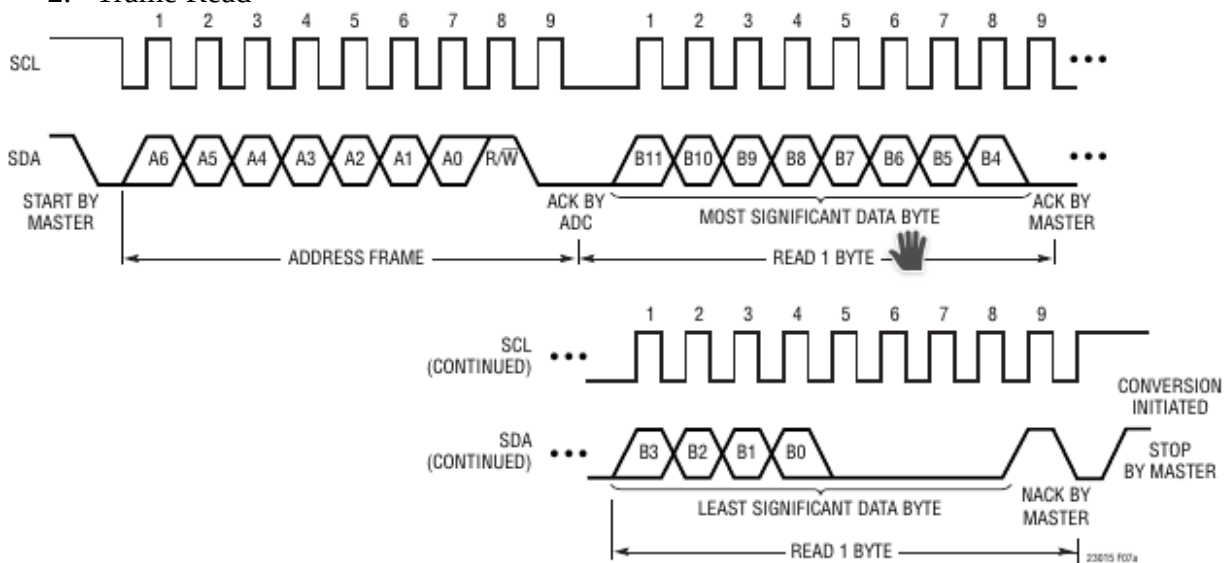 2. Trame Read
1 2 3 4 5 6 7 8 9 1 2 3 4 5 6 7 8 9
SCL
SDA A6 A5 A4 A3 A2 A1 A0 R/W̅ B11 B10 B9 B8 B7 B6 B5 B4
START BY
MASTER
ACK BY
ADC
MOST SIGNIFICANT DATA BYTE
ACK BY
MASTER
ADDRESS FRAME
READ 1 BYTE
1 2 3 4 5 6 7 8 9
SCL
(CONTINUED)
CONVERSION
INITIATED
SDA
(CONTINUED)
B3 B2 B1 B0
STOP
BY MASTER
LEAST SIGNIFICANT DATA BYTE
NACK BY
MASTER
READ 1 BYTE
23015 F07a